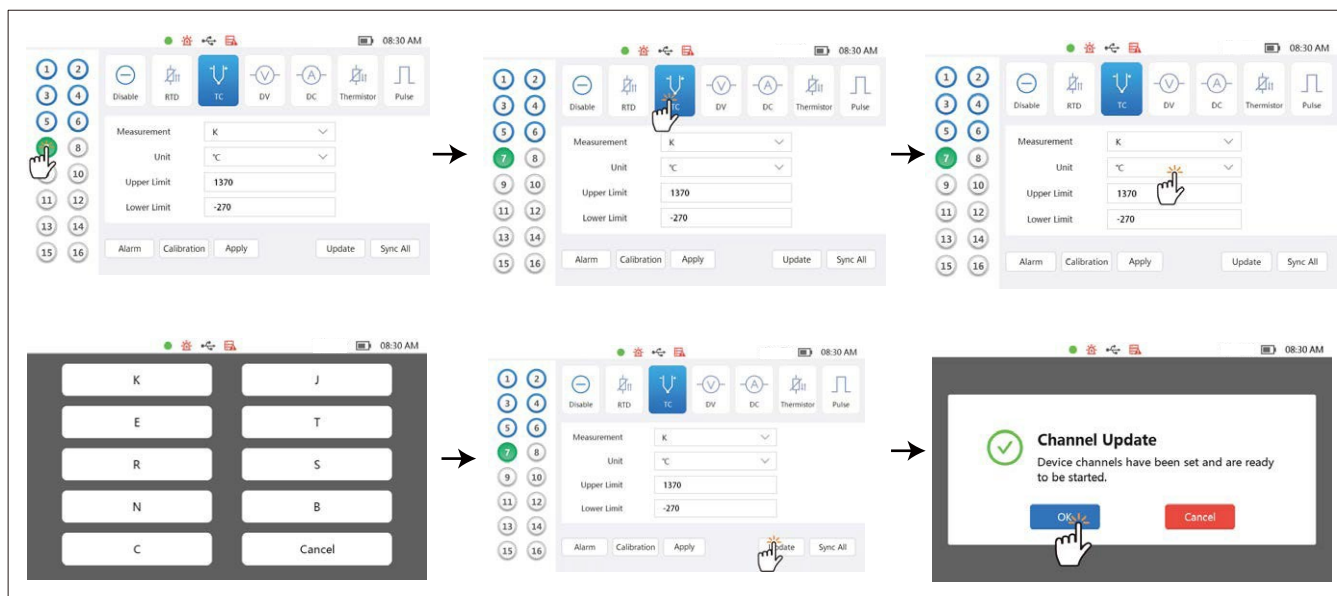 08:30 AM
1 2
3 4
5 6
8
10
11 12
13 14
15 16
Disable RTD TC DV DC Thermistor Pulse
Measurement K
Unit °C
Upper Limit 1370
Lower Limit -270
Alarm Calibration Apply Update Sync All
08:30 AM
1 2
3 4
5 6
7 8
9 10
11 12
13 14
15 16
Disable RTD TC DV DC Thermistor Pulse
Measurement K
Unit °C
Upper Limit 1370
Lower Limit -270
Alarm Calibration Apply Update Sync All
08:30 AM
1 2
3 4
5 6
7 8
9 10
11 12
13 14
15 16
Disable RTD TC DV DC Thermistor Pulse
Measurement K
Unit °C
Upper Limit 1370
Lower Limit -270
Alarm Calibration Apply Update Sync All
08:30 AM
K J
E T
R S
N B
C Cancel
08:30 AM
1 2
3 4
5 6
7 8
9 10
11 12
13 14
15 16
Disable RTD TC DV DC Thermistor Pulse
Measurement K
Unit °C
Upper Limit 1370
Lower Limit -270
Alarm Calibration Apply Update Sync All
08:30 AM
Channel Update
Device channels have been set and are ready
to be started.
OK Cancel